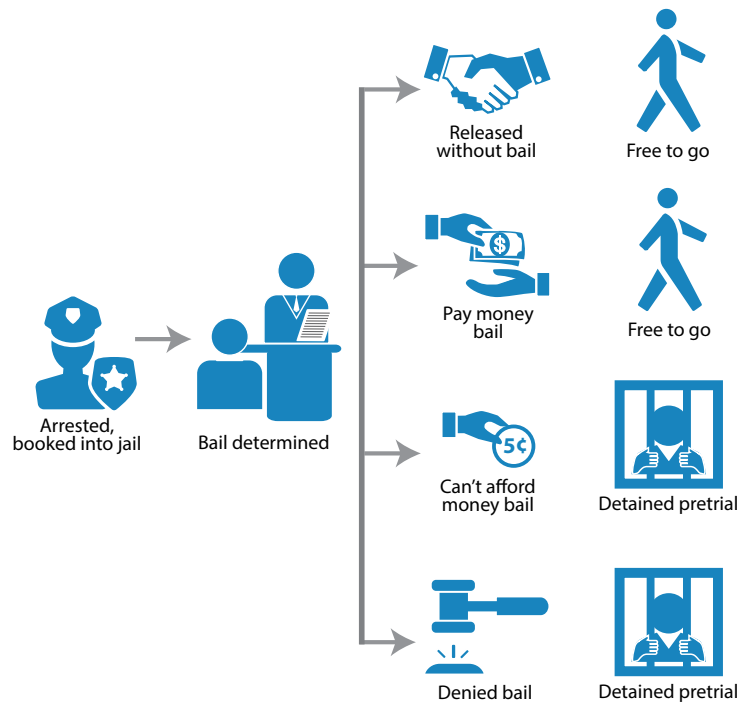 Released
without bail
Free to go
$
Pay money
bail
Free to go
Arrested,
booked into jail
Bail determined
5¢
Can't afford
money bail
Detained pretrial
Denied bail
Detained pretrial